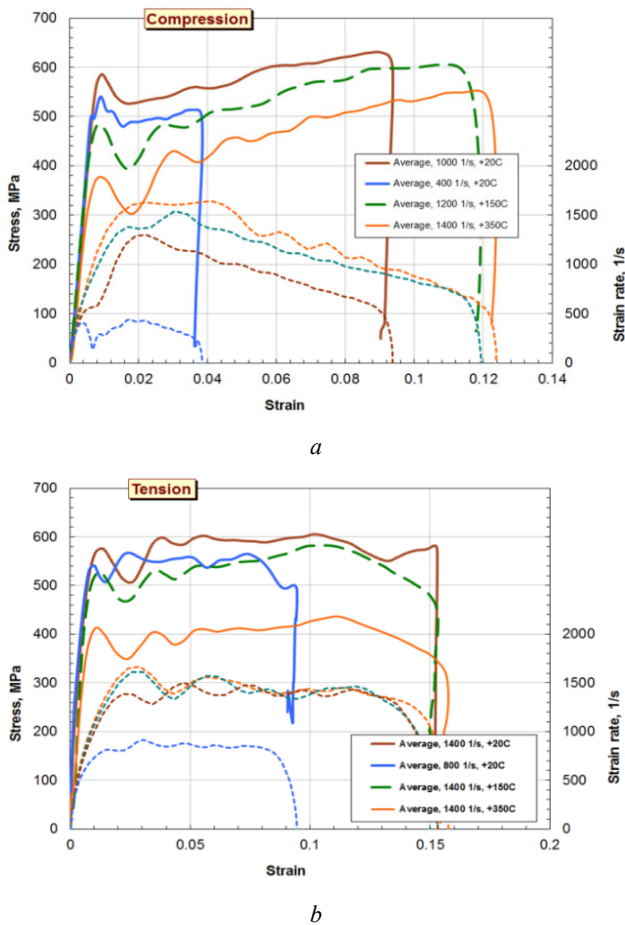 Compression
700
600
500
400
300
200
100
0
Stress, MPa
2000
1500
1000
500
0
Strain rate, 1/s
Average, 1000 1/s, +20C
Average, 400 1/s, +20C
Average, 1200 1/s, +150C
Average, 1400 1/s, +350C
0 0.02 0.04 0.06 0.08 0.1 0.12 0.14
Strain
a
Tension
700
600
500
400
300
200
100
0
Stress, MPa
2000
1500
1000
500
0
Strain rate, 1/s
Average, 1400 1/s, +20C
Average, 800 1/s, +20C
Average, 1400 1/s, +150C
Average, 1400 1/s, +350C
0 0.05 0.1 0.15 0.2
Strain
b